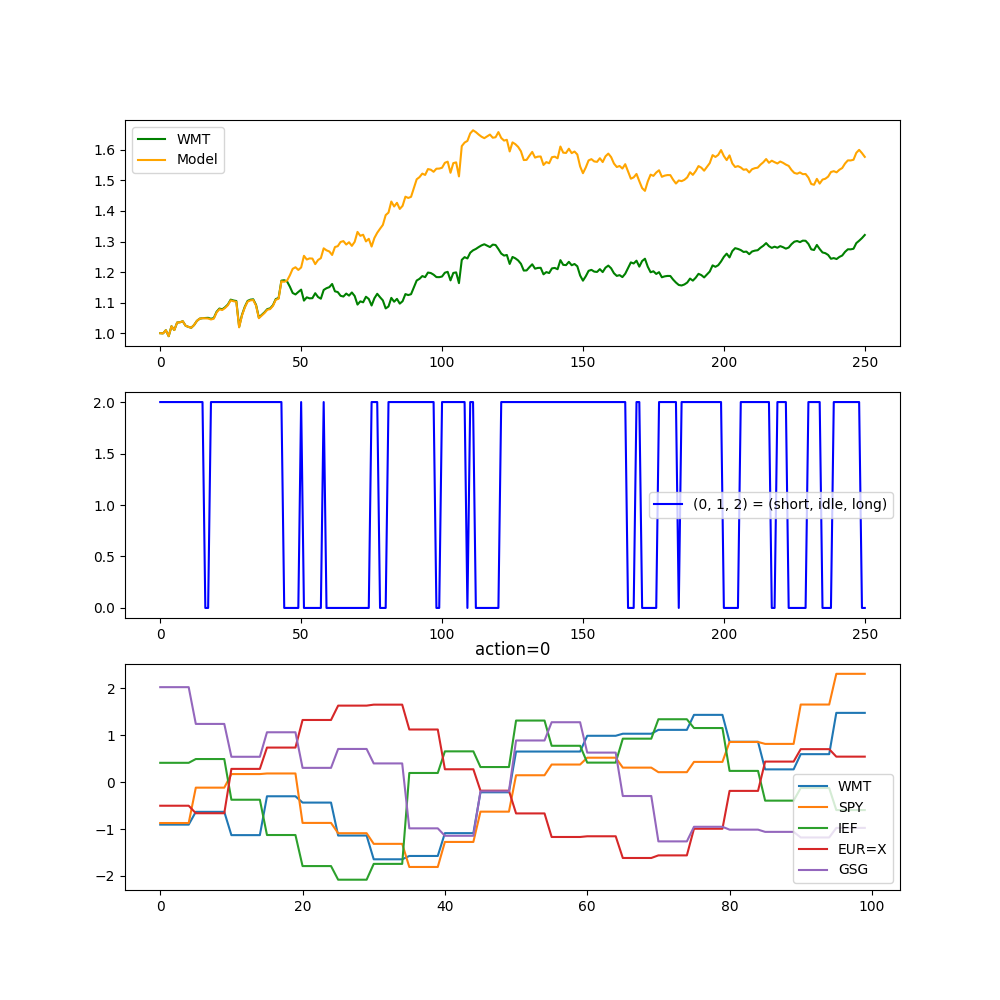 WMT
Model
1.6
1.5
1.4
1.3
1.2
1.1
1.0
0 50 100 150 200 250
2.0
1.5
1.0
0.5
0.0
(0, 1, 2) = (short, idle, long)
0 50 100 150 200 250
action=0
2
1
0
−1
−2
WMT
SPY
IEF
EUR=X
GSG
0 20 40 60 80 100